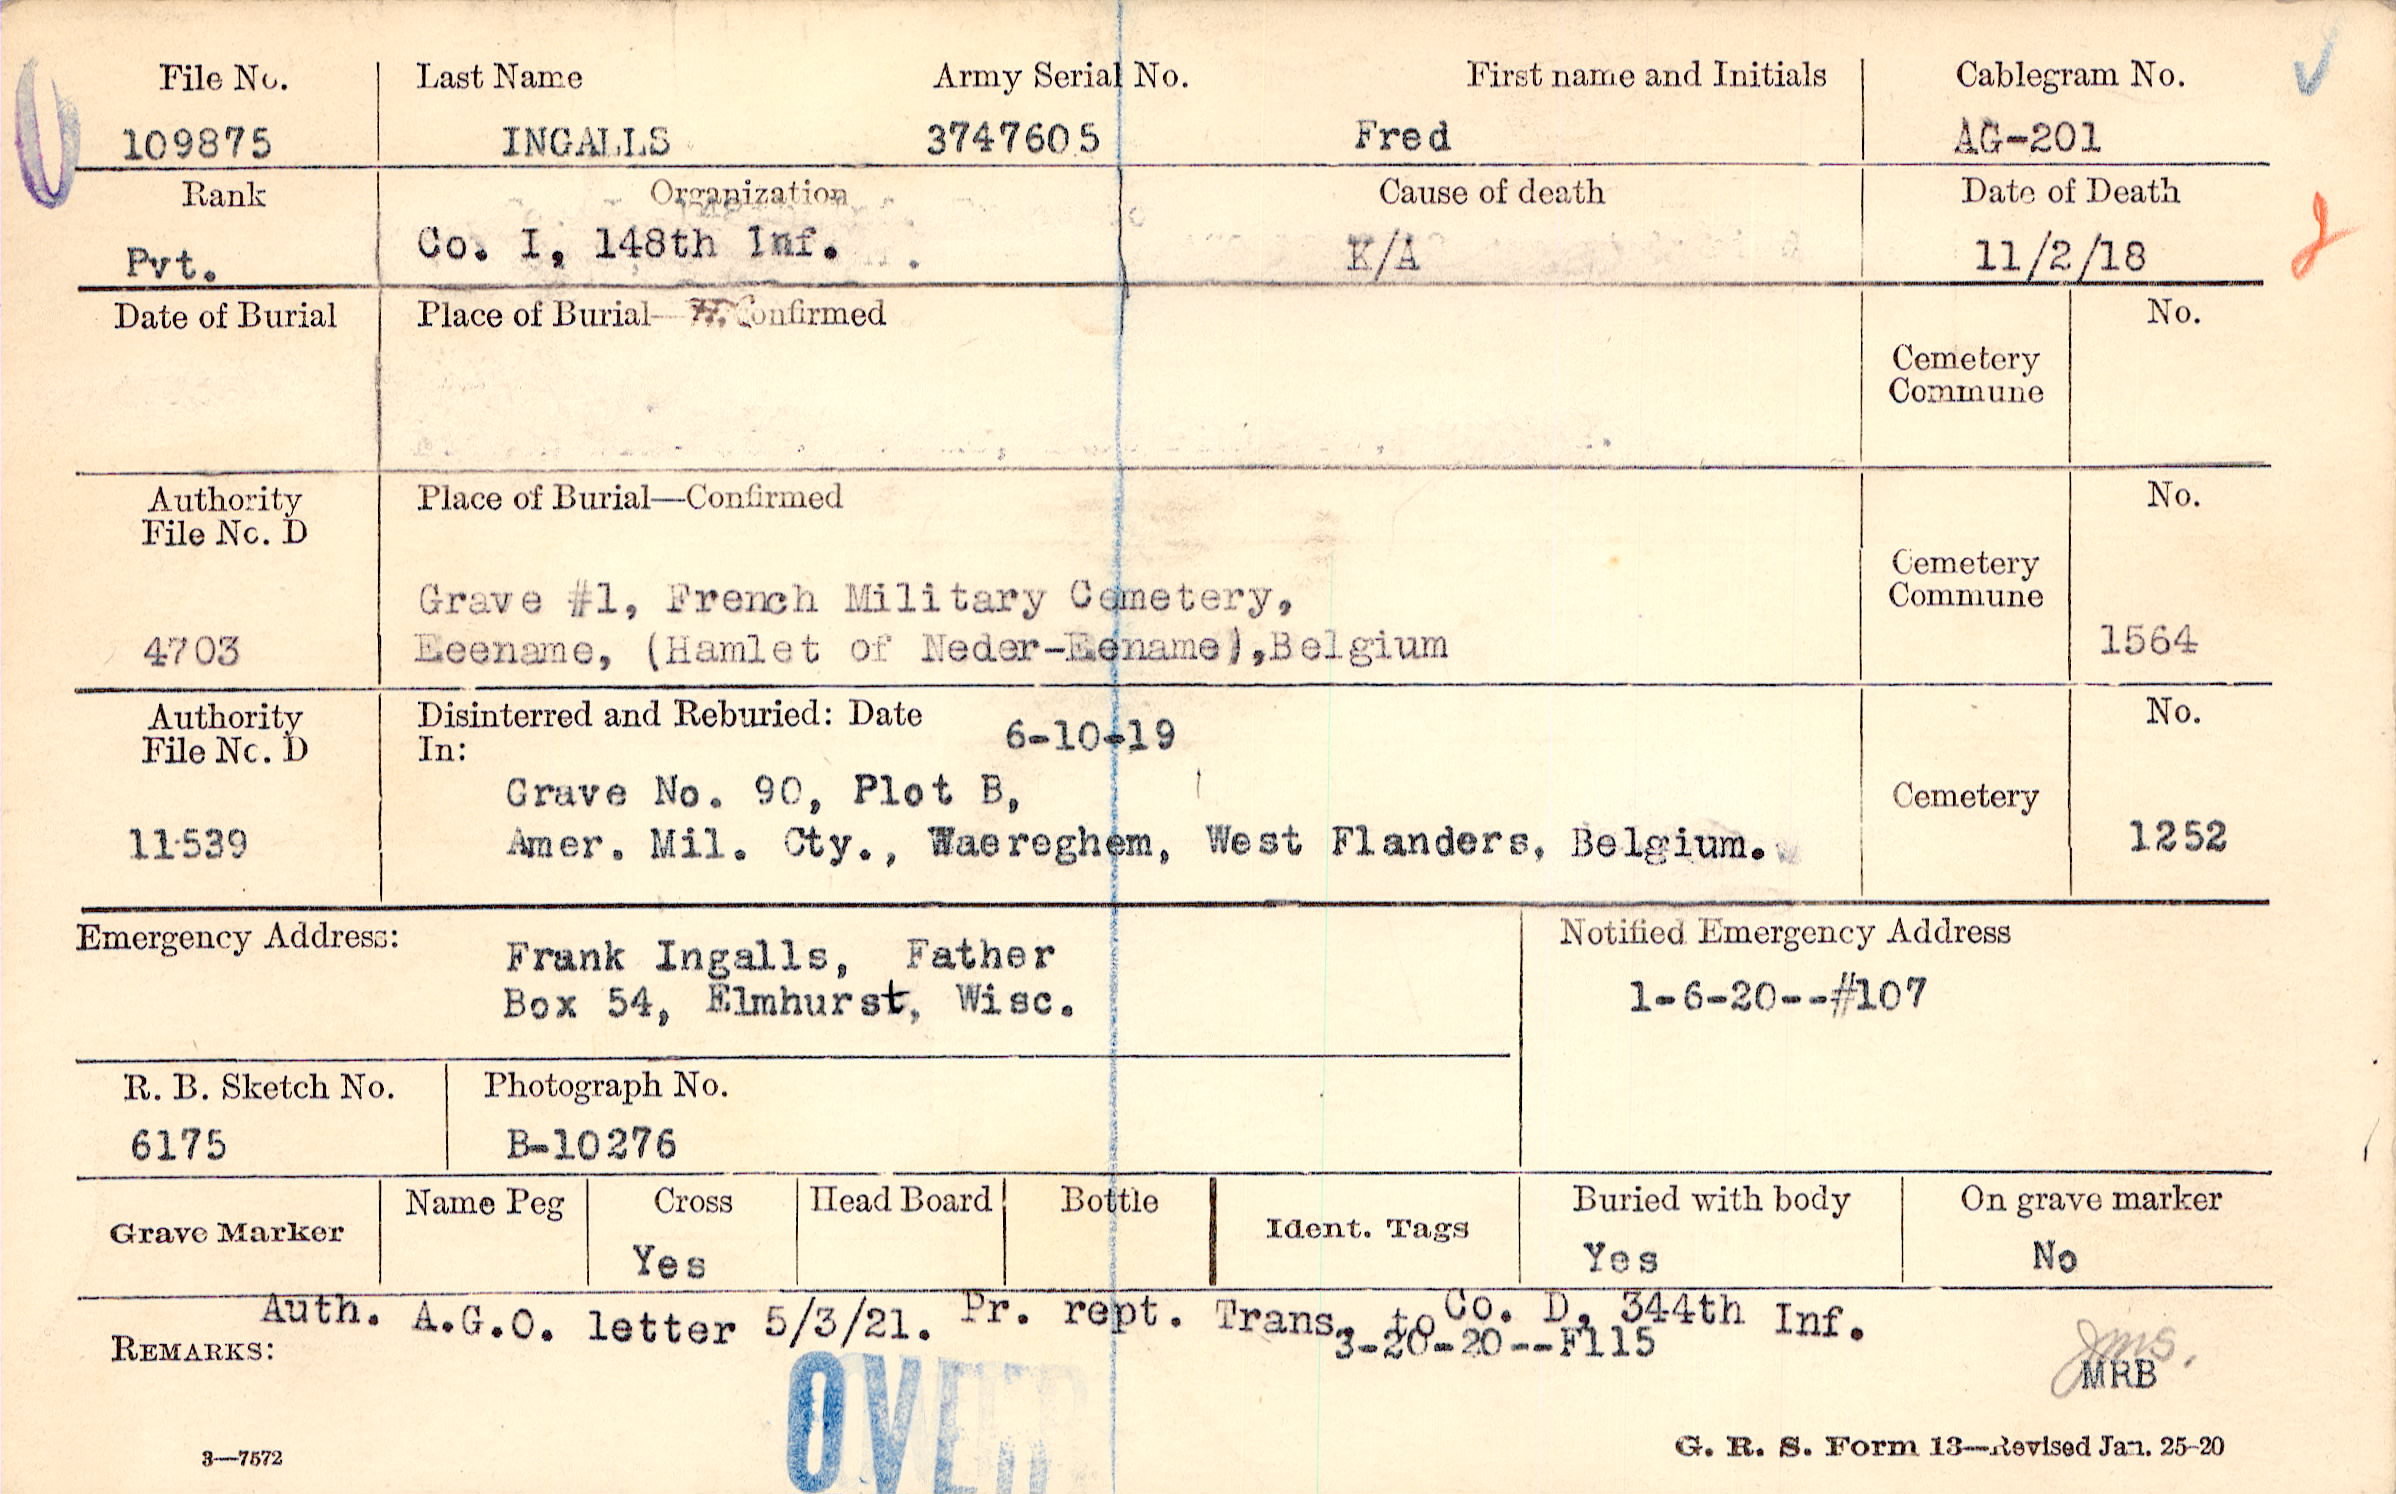 File No. Last Name Army Serial No. First name and Initials Cablegram No.
109875 INGALLS 3747605 Fred AG-201
Rank Organization Cause of death Date of Death
Pvt. Co. I, 148th Inf. K/A 11/2/18
Date of Burial Place of Burial— Confirmed No.
Cemetery
Commune
Authority Place of Burial—Confirmed No.
File No. D
Cemetery
Commune
Grave #1, French Military Cemetery,
4703 Eeename, (Hamlet of Neder-Eename),Belgium 1564
Authority Disinterred and Reburied: Date 6-10-19 No.
File No. D In:
Grave No. 90, Plot B, Cemetery
11539 Amer. Mil. Cty., Waereghem, West Flanders, Belgium. 1252
Emergency Address: Notified Emergency Address
Frank Ingalls, Father
Box 54, Elmhurst, Wisc. 1-6-20--#107
R. B. Sketch No. Photograph No.
6175 B-10276
Grave Marker Name Peg Cross Head Board Bottle Ident. Tags Buried with body On grave marker
Yes Yes No
Auth. A.G.O. letter 5/3/21. Pr. rept. Trans. to Co. D, 344th Inf.
REMARKS: 3-20-20--F115
MRB
OVER
3—7572 G. R. S. Form 13—Revised Jan. 25-20